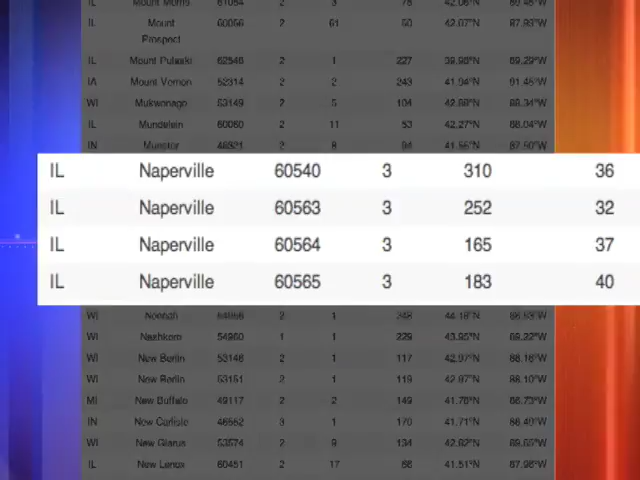 IL Mount Morris 61054 2 3 78 42.06°N 89.45°W
IL Mount Prospect 60056 2 61 50 42.07°N 87.93°W
IL Mount Pulaski 62548 2 1 227 39.98°N 89.28°W
IA Mount Vernon 52314 2 2 243 41.94°N 91.45°W
WI Mukwonago 53149 2 5 104 42.88°N 88.34°W
IL Mundelein 60060 2 11 53 42.27°N 88.04°W
IN Munster 46321 2 8 94 41.55°N 87.50°W
IL Naperville 60540 3 310 36
IL Naperville 60563 3 252 32
IL Naperville 60564 3 165 37
IL Naperville 60565 3 183 40
WI Neenah 54956 2 1 248 44.18°N
WI Neshkoro 54960 1 1 229 43.95°N 89.22°W
WI New Berlin 53146 2 1 117 42.97°N 88.16°W
WI New Berlin 53151 2 1 119 42.97°N 88.10°W
MI New Buffalo 49117 2 2 149 41.78°N 86.73°W
IN New Carlisle 46552 3 1 170 41.71°N 86.49°W
WI New Glarus 53574 2 9 134 42.82°N 89.65°W
IL New Lenox 60451 2 17 66 41.51°N 87.96°W